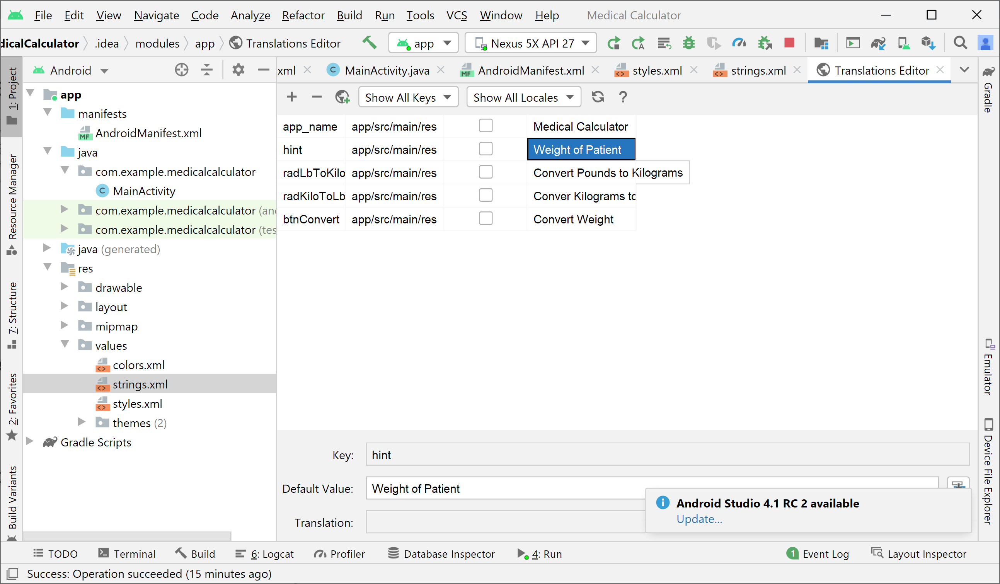 File Edit View Navigate Code Analyze Refactor Build Run Tools VCS Window Help Medical Calculator
dicalCalculator .idea modules app Translations Editor app Nexus 5X API 27
1: Project
Resource Manager
7: Structure
2: Favorites
Build Variants
Android
app
manifests
MF AndroidManifest.xml
java
com.example.medicalcalculator
C MainActivity
com.example.medicalcalculator (and
com.example.medicalcalculator (tes
java (generated)
res
drawable
layout
mipmap
values
colors.xml
strings.xml
styles.xml
themes (2)
Gradle Scripts
xml C MainActivity.java MF AndroidManifest.xml styles.xml strings.xml Translations Editor
Show All Keys Show All Locales ?
app_name app/src/main/res Medical Calculator
hint app/src/main/res Weight of Patient
radLbToKilo app/src/main/res Convert Pounds to Kilograms
radKiloToLb app/src/main/res Conver Kilograms to
btnConvert app/src/main/res Convert Weight
Key: hint
Default Value: Weight of Patient
Translation:
Android Studio 4.1 RC 2 available
Update...
Gradle
Emulator
Device File Explorer
TODO Terminal Build 6: Logcat Profiler Database Inspector 4: Run 1 Event Log Layout Inspector
Success: Operation succeeded (15 minutes ago)